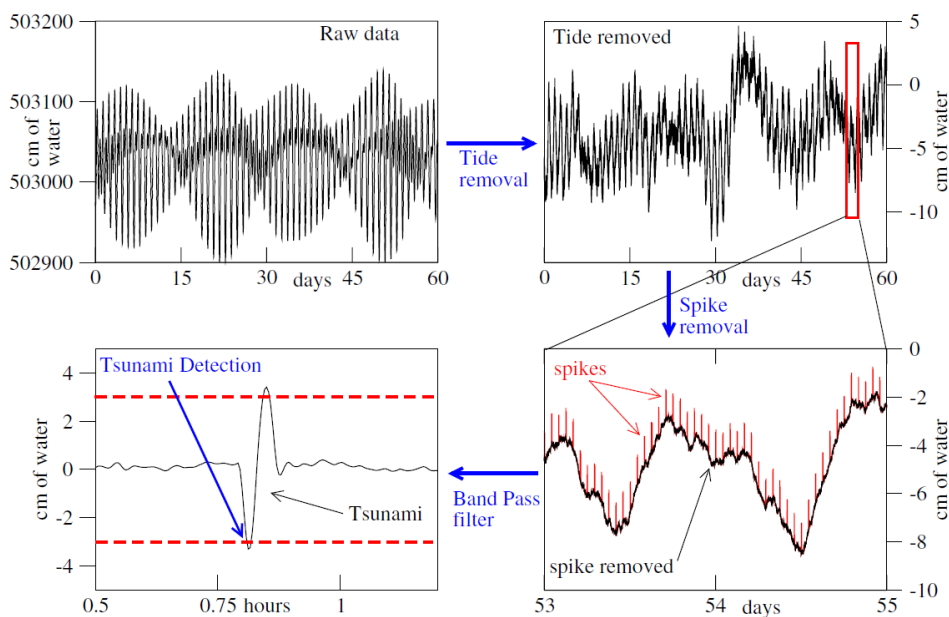 503200
503100
503000
502900
cm of
water
Raw data
0
15
30
45
60
days
Tide
removal
Tide removed
5
0
-5
-10
cm of water
0
15
30
45
60
days
Spike
removal
Tsunami Detection
4
2
0
-2
-4
cm of water
Tsunami
0.5
0.75
hours
1
Band Pass
filter
spikes
spike removed
0
-2
-4
-6
-8
-10
cm of water
53
54
55
days